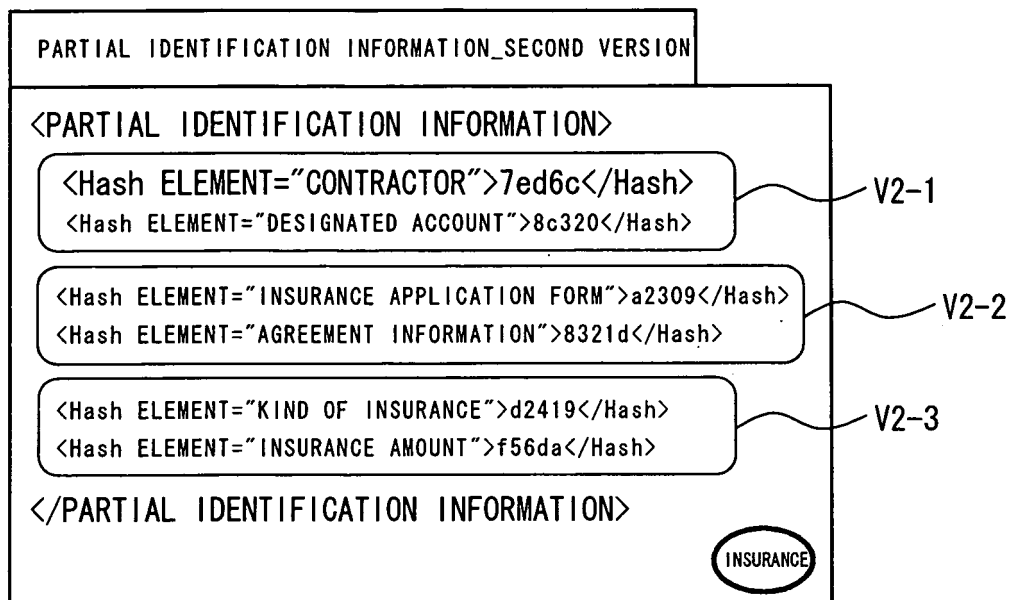 PARTIAL IDENTIFICATION INFORMATION_SECOND VERSION
<PARTIAL IDENTIFICATION INFORMATION>
<Hash ELEMENT="CONTRACTOR">7ed6c</Hash>
<Hash ELEMENT="DESIGNATED ACCOUNT">8c320</Hash>
V2-1
<Hash ELEMENT="INSURANCE APPLICATION FORM">a2309</Hash>
<Hash ELEMENT="AGREEMENT INFORMATION">8321d</Hash>
V2-2
<Hash ELEMENT="KIND OF INSURANCE">d2419</Hash>
<Hash ELEMENT="INSURANCE AMOUNT">f56da</Hash>
V2-3
</PARTIAL IDENTIFICATION INFORMATION>
INSURANCE